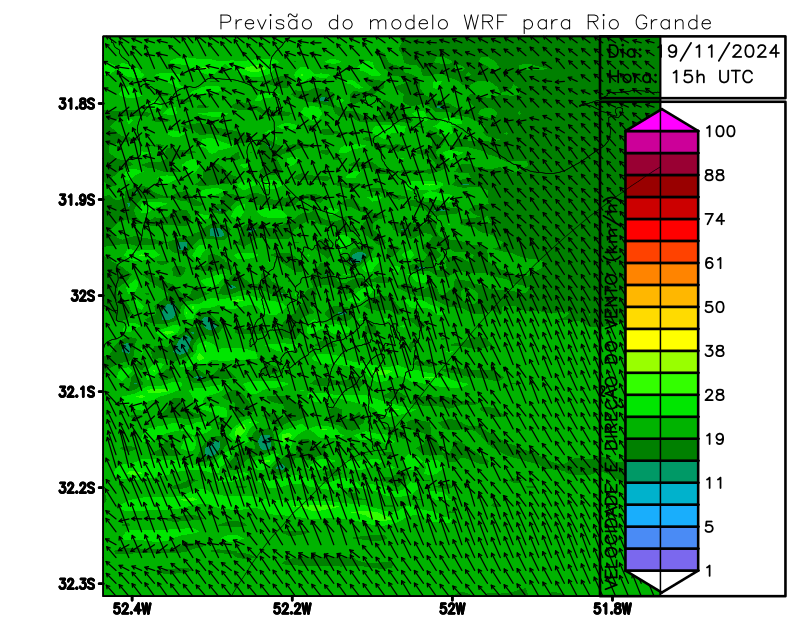 Previsão do modelo WRF para Rio Grande
Dia: 19/11/2024
Hora: 15h UTC
31.8S
31.9S
32S
32.1S
32.2S
32.3S
52.4W
52.2W
52W
51.8W
VELOCIDADE E DIREÇÃO DO VENTO (km/h)
100
88
74
61
50
38
28
19
11
5
1